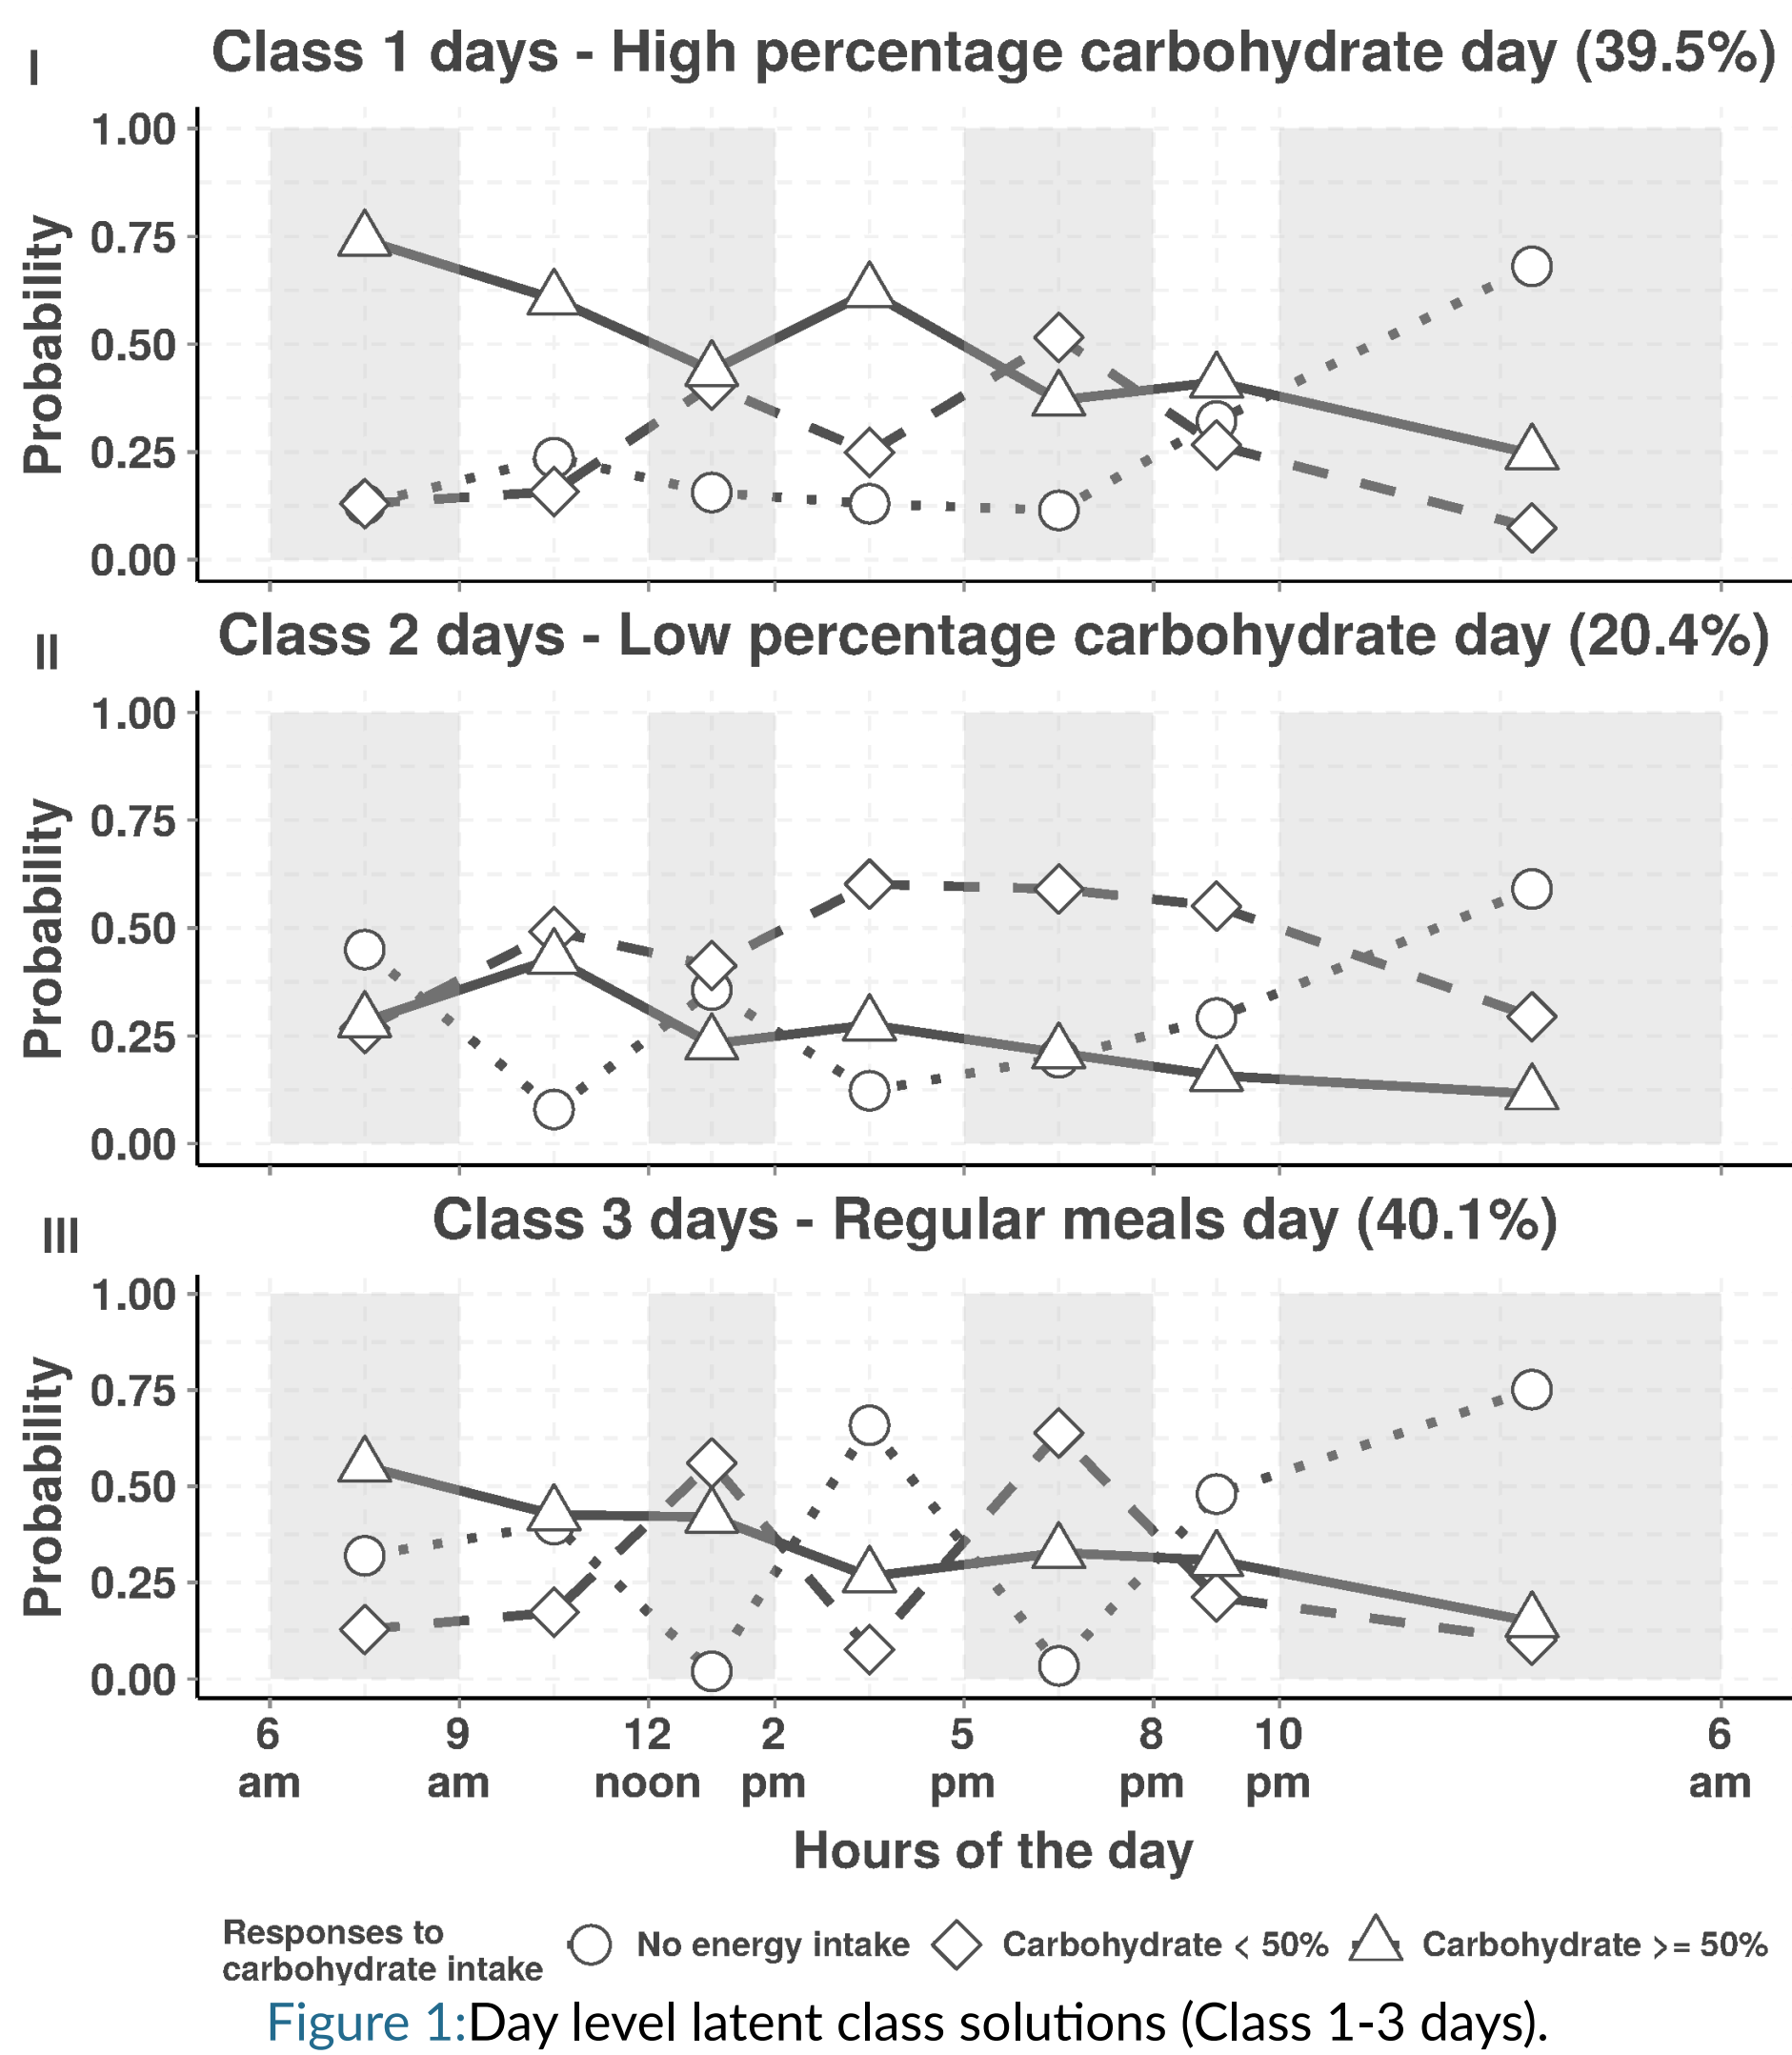 I
Class 1 days - High percentage carbohydrate day (39.5%)
Probability
1.00
0.75
0.50
0.25
0.00
II
Class 2 days - Low percentage carbohydrate day (20.4%)
Probability
1.00
0.75
0.50
0.25
0.00
III
Class 3 days - Regular meals day (40.1%)
Probability
1.00
0.75
0.50
0.25
0.00
6 9 12 2 5 8 10 6
am am noon pm pm pm pm am
Hours of the day
Responses to
carbohydrate intake
No energy intake
Carbohydrate < 50%
Carbohydrate >= 50%
Figure 1:Day level latent class solutions (Class 1-3 days).